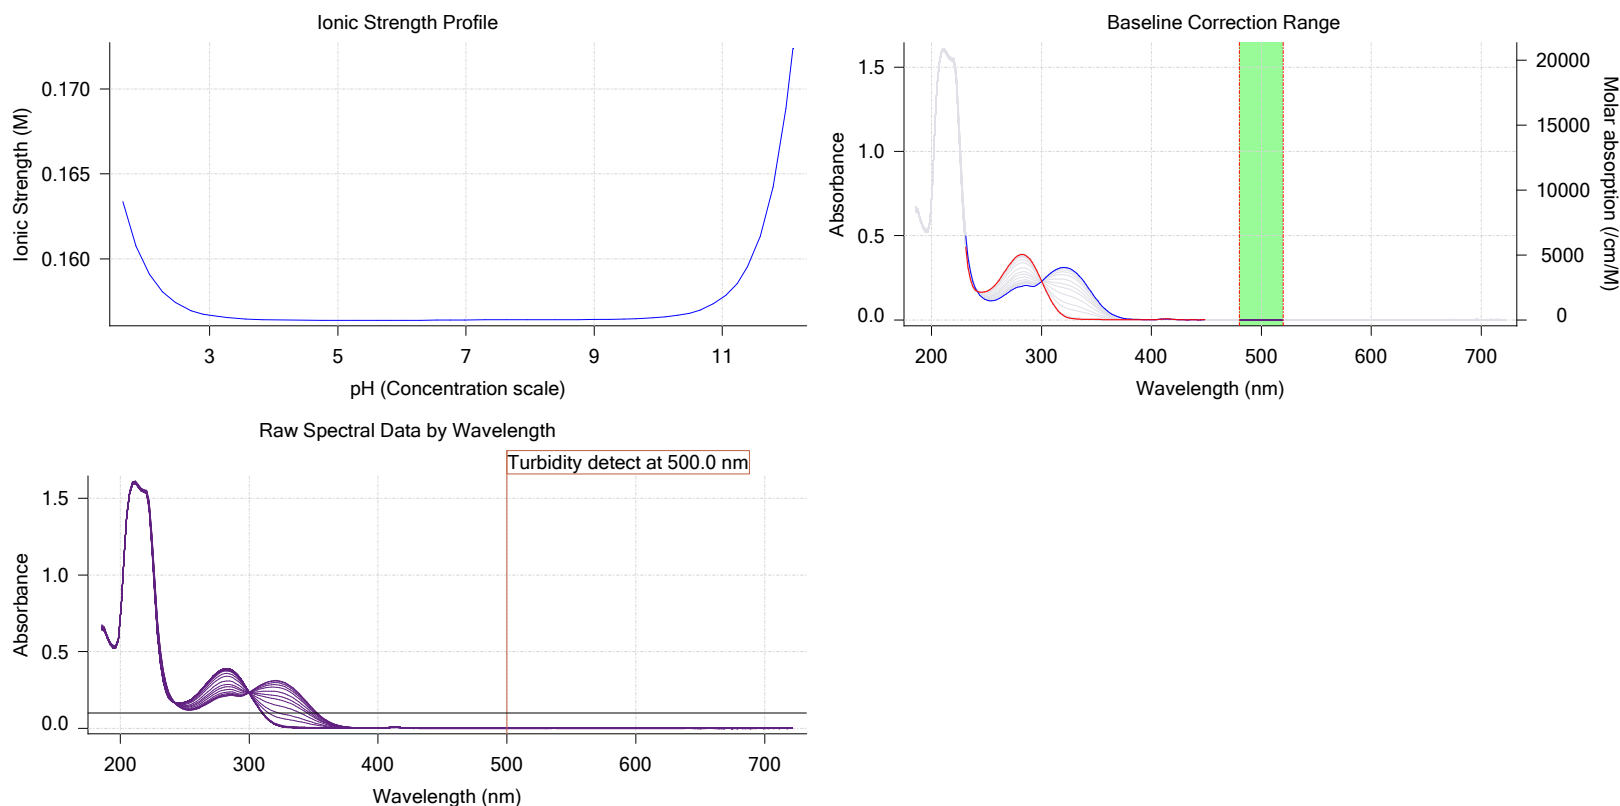 Ionic Strength Profile
0.170
0.165
0.160
Ionic Strength (M)
3 5 7 9 11
pH (Concentration scale)
Baseline Correction Range
1.5
1.0
0.5
0.0
Absorbance
20000
15000
10000
5000
0
Molar absorption (/cm/M)
200 300 400 500 600 700
Wavelength (nm)
Raw Spectral Data by Wavelength
Turbidity detect at 500.0 nm
1.5
1.0
0.5
0.0
Absorbance
200 300 400 500 600 700
Wavelength (nm)